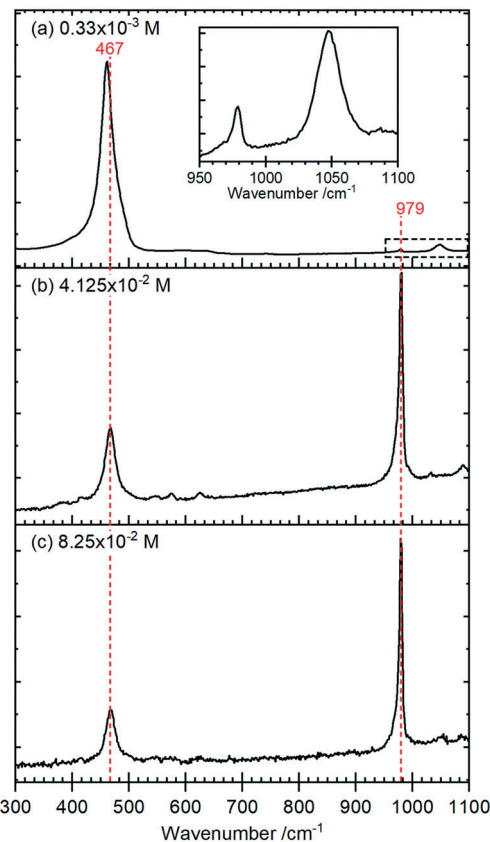 (a) 0.33x10⁻³ M
467
950 1000 1050 1100
Wavenumber /cm⁻¹
979
(b) 4.125x10⁻² M
(c) 8.25x10⁻² M
300 400 500 600 700 800 900 1000 1100
Wavenumber /cm⁻¹